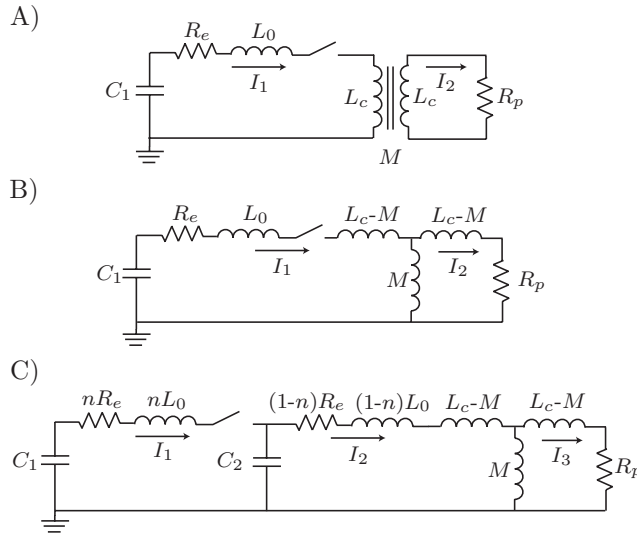 A)
R_e L_0
I_1 I_2
C_1 L_c L_c R_p
M
B)
R_e L_0 L_c-M L_c-M
I_1 I_2
C_1 M R_p
C)
nR_e nL_0 (1-n)R_e (1-n)L_0 L_c-M L_c-M
I_1 I_2 I_3
C_1 C_2 M R_p